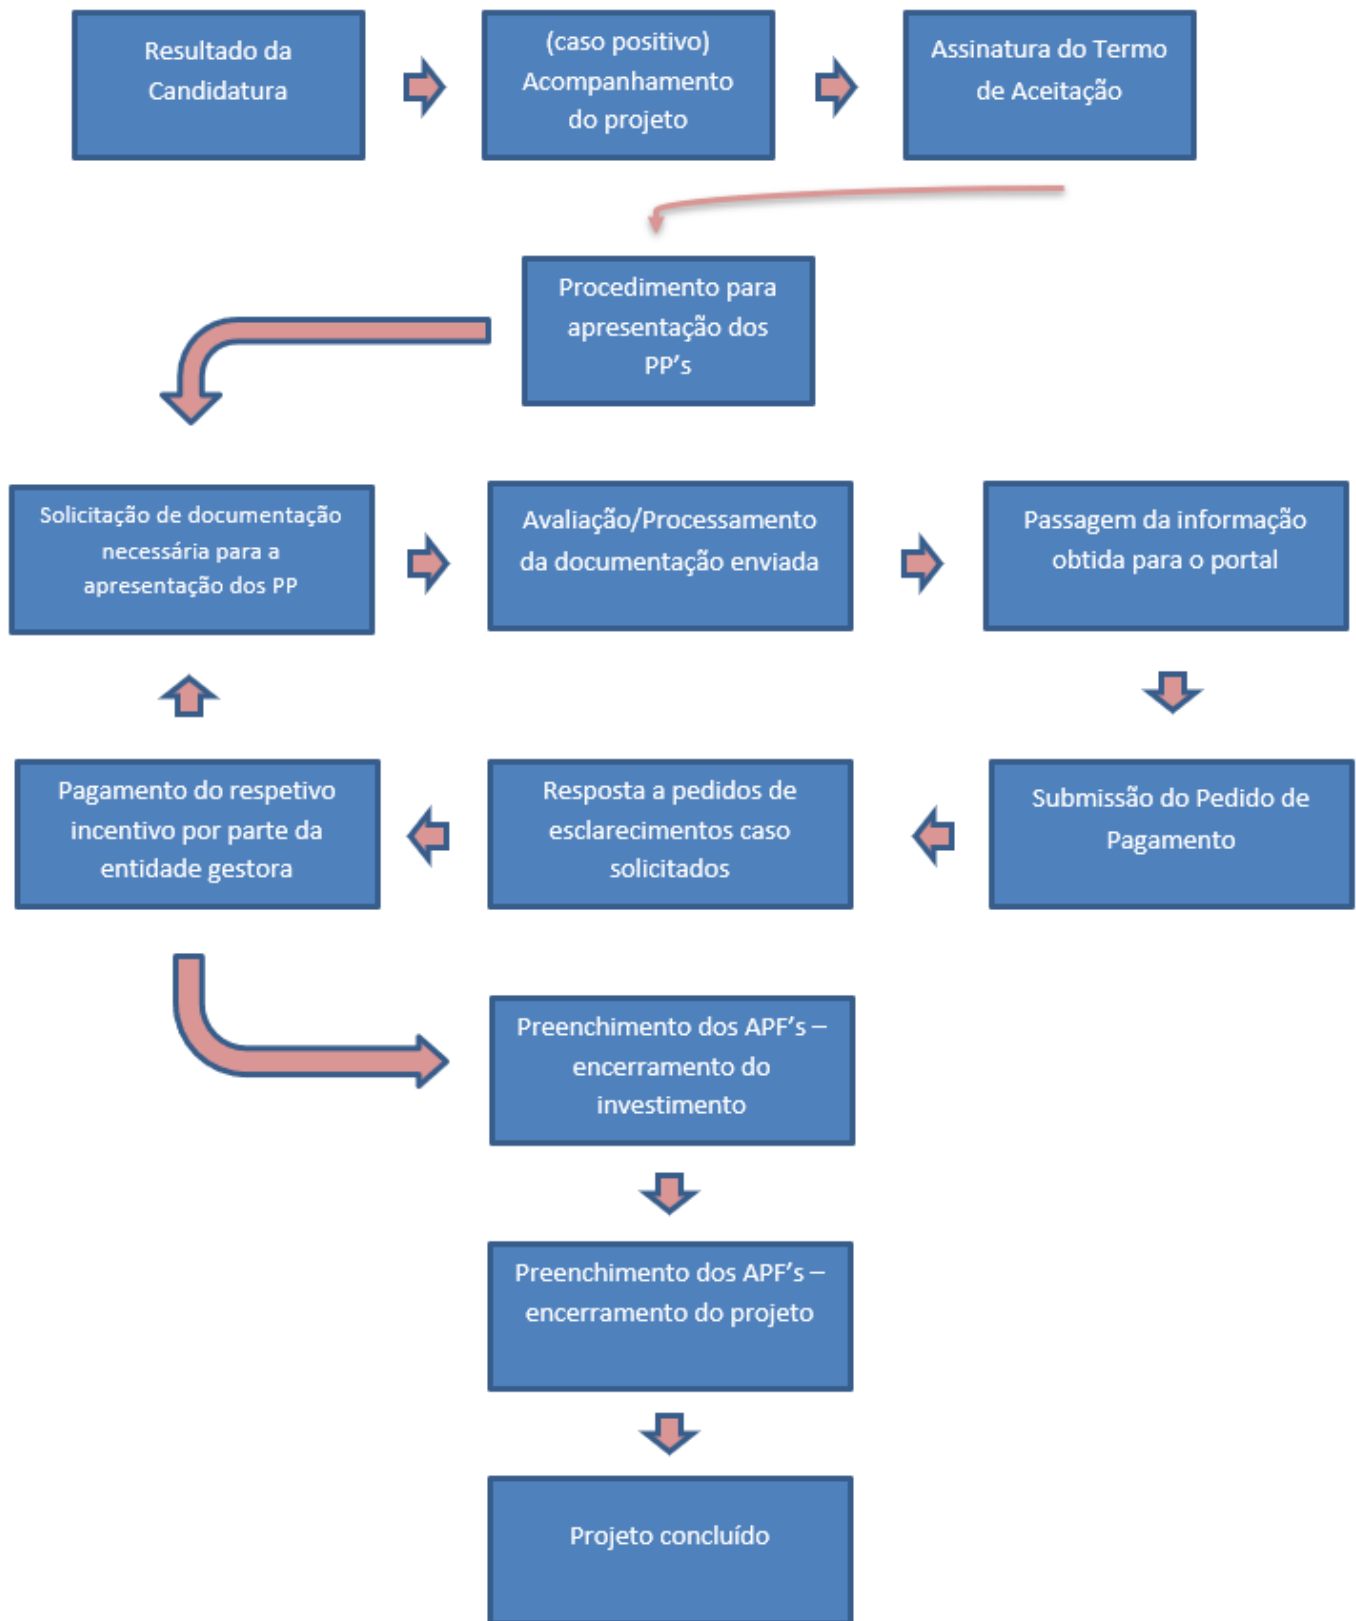 Resultado da
Candidatura
(caso positivo)
Acompanhamento
do projeto
Assinatura do Termo
de Aceitação
Procedimento para
apresentação dos
PP’s
Solicitação de documentação
necessária para a
apresentação dos PP
Avaliação/Processamento
da documentação enviada
Passagem da informação
obtida para o portal
Pagamento do respetivo
incentivo por parte da
entidade gestora
Resposta a pedidos de
esclarecimentos caso
solicitados
Submissão do Pedido de
Pagamento
Preenchimento dos APF’s –
encerramento do
investimento
Preenchimento dos APF’s –
encerramento do projeto
Projeto concluído